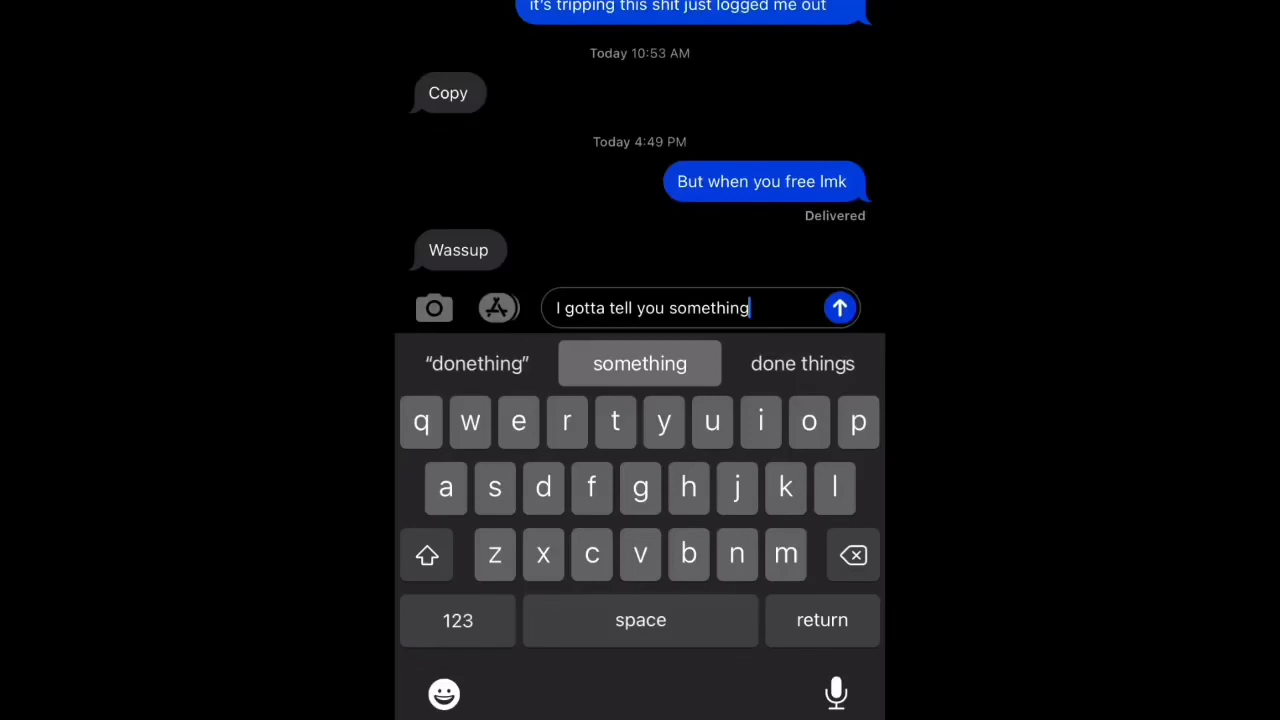 it's tripping this shit just logged me out
Today 10:53 AM
Copy
Today 4:49 PM
But when you free lmk
Delivered
Wassup
I gotta tell you something
“donething” something done things
q w e r t y u i o p
a s d f g h j k l
z x c v b n m
123 space return